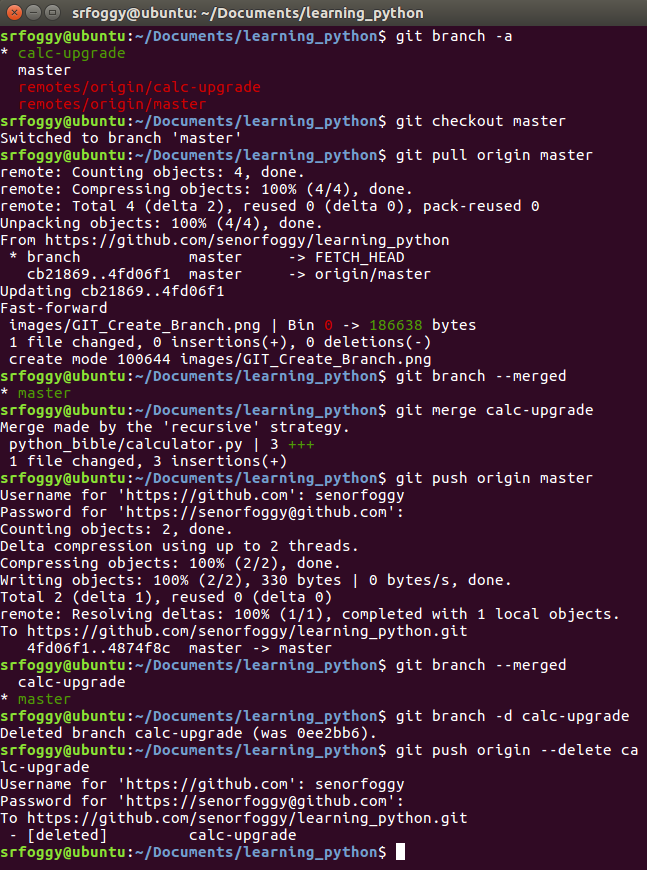 srfoggy@ubuntu: ~/Documents/learning_python
srfoggy@ubuntu:~/Documents/learning_python$ git branch -a
* calc-upgrade
  master
  remotes/origin/calc-upgrade
  remotes/origin/master
srfoggy@ubuntu:~/Documents/learning_python$ git checkout master
Switched to branch 'master'
srfoggy@ubuntu:~/Documents/learning_python$ git pull origin master
remote: Counting objects: 4, done.
remote: Compressing objects: 100% (4/4), done.
remote: Total 4 (delta 2), reused 0 (delta 0), pack-reused 0
Unpacking objects: 100% (4/4), done.
From https://github.com/senorfoggy/learning_python
 * branch            master     -> FETCH_HEAD
   cb21869..4fd06f1  master     -> origin/master
Updating cb21869..4fd06f1
Fast-forward
 images/GIT_Create_Branch.png | Bin 0 -> 186638 bytes
 1 file changed, 0 insertions(+), 0 deletions(-)
 create mode 100644 images/GIT_Create_Branch.png
srfoggy@ubuntu:~/Documents/learning_python$ git branch --merged
* master
srfoggy@ubuntu:~/Documents/learning_python$ git merge calc-upgrade
Merge made by the 'recursive' strategy.
 python_bible/calculator.py | 3 +++
 1 file changed, 3 insertions(+)
srfoggy@ubuntu:~/Documents/learning_python$ git push origin master
Username for 'https://github.com': senorfoggy
Password for 'https://senorfoggy@github.com':
Counting objects: 2, done.
Delta compression using up to 2 threads.
Compressing objects: 100% (2/2), done.
Writing objects: 100% (2/2), 330 bytes | 0 bytes/s, done.
Total 2 (delta 1), reused 0 (delta 0)
remote: Resolving deltas: 100% (1/1), completed with 1 local objects.
To https://github.com/senorfoggy/learning_python.git
   4fd06f1..4874f8c  master -> master
srfoggy@ubuntu:~/Documents/learning_python$ git branch --merged
  calc-upgrade
* master
srfoggy@ubuntu:~/Documents/learning_python$ git branch -d calc-upgrade
Deleted branch calc-upgrade (was 0ee2bb6).
srfoggy@ubuntu:~/Documents/learning_python$ git push origin --delete ca
lc-upgrade
Username for 'https://github.com': senorfoggy
Password for 'https://senorfoggy@github.com':
To https://github.com/senorfoggy/learning_python.git
 - [deleted]         calc-upgrade
srfoggy@ubuntu:~/Documents/learning_python$